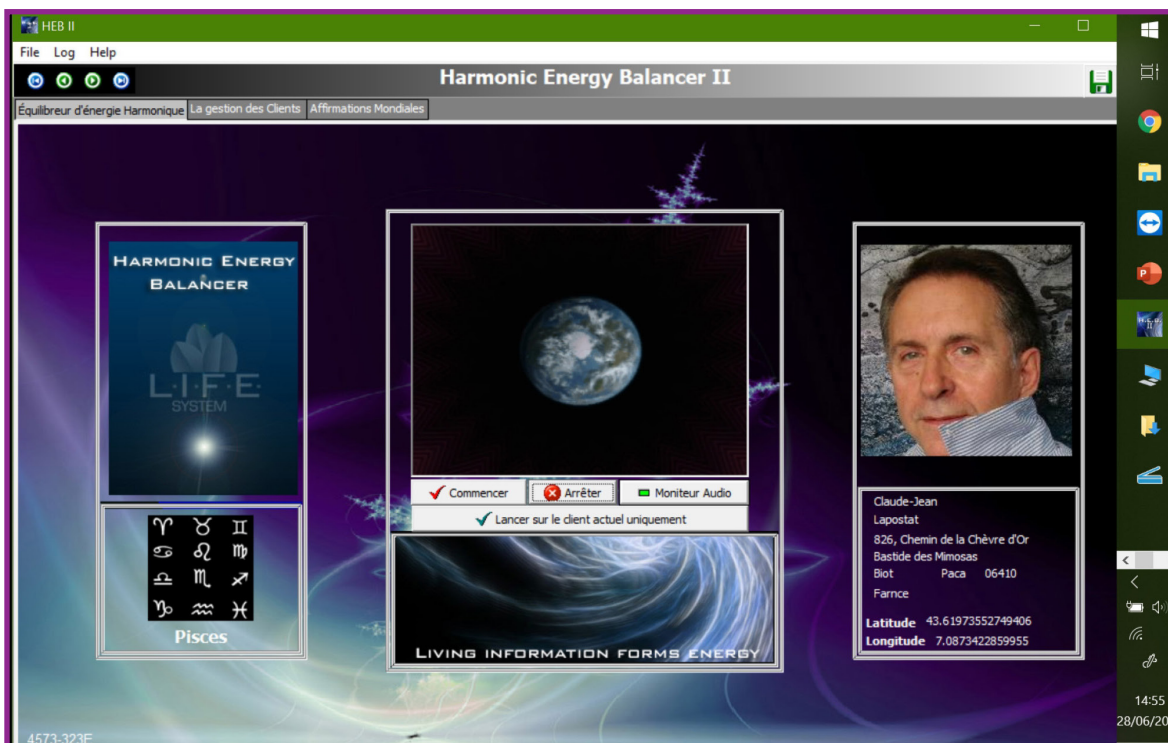 HEB II
File Log Help
Harmonic Energy Balancer II
Équilibreur d'énergie Harmonique La gestion des Clients Affirmations Mondiales
HARMONIC ENERGY
BALANCER
L·I·F·E·
SYSTEM
Pisces
Commencer Arrêter Moniteur Audio
Lancer sur le client actuel uniquement
LIVING INFORMATION FORMS ENERGY
Claude-Jean
Lapostat
826, Chemin de la Chèvre d'Or
Bastide des Mimosas
Biot Paca 06410
Farnce
Latitude 43.61973552749406
Longitude 7.0873422859955
4573-323E
14:55
28/06/20